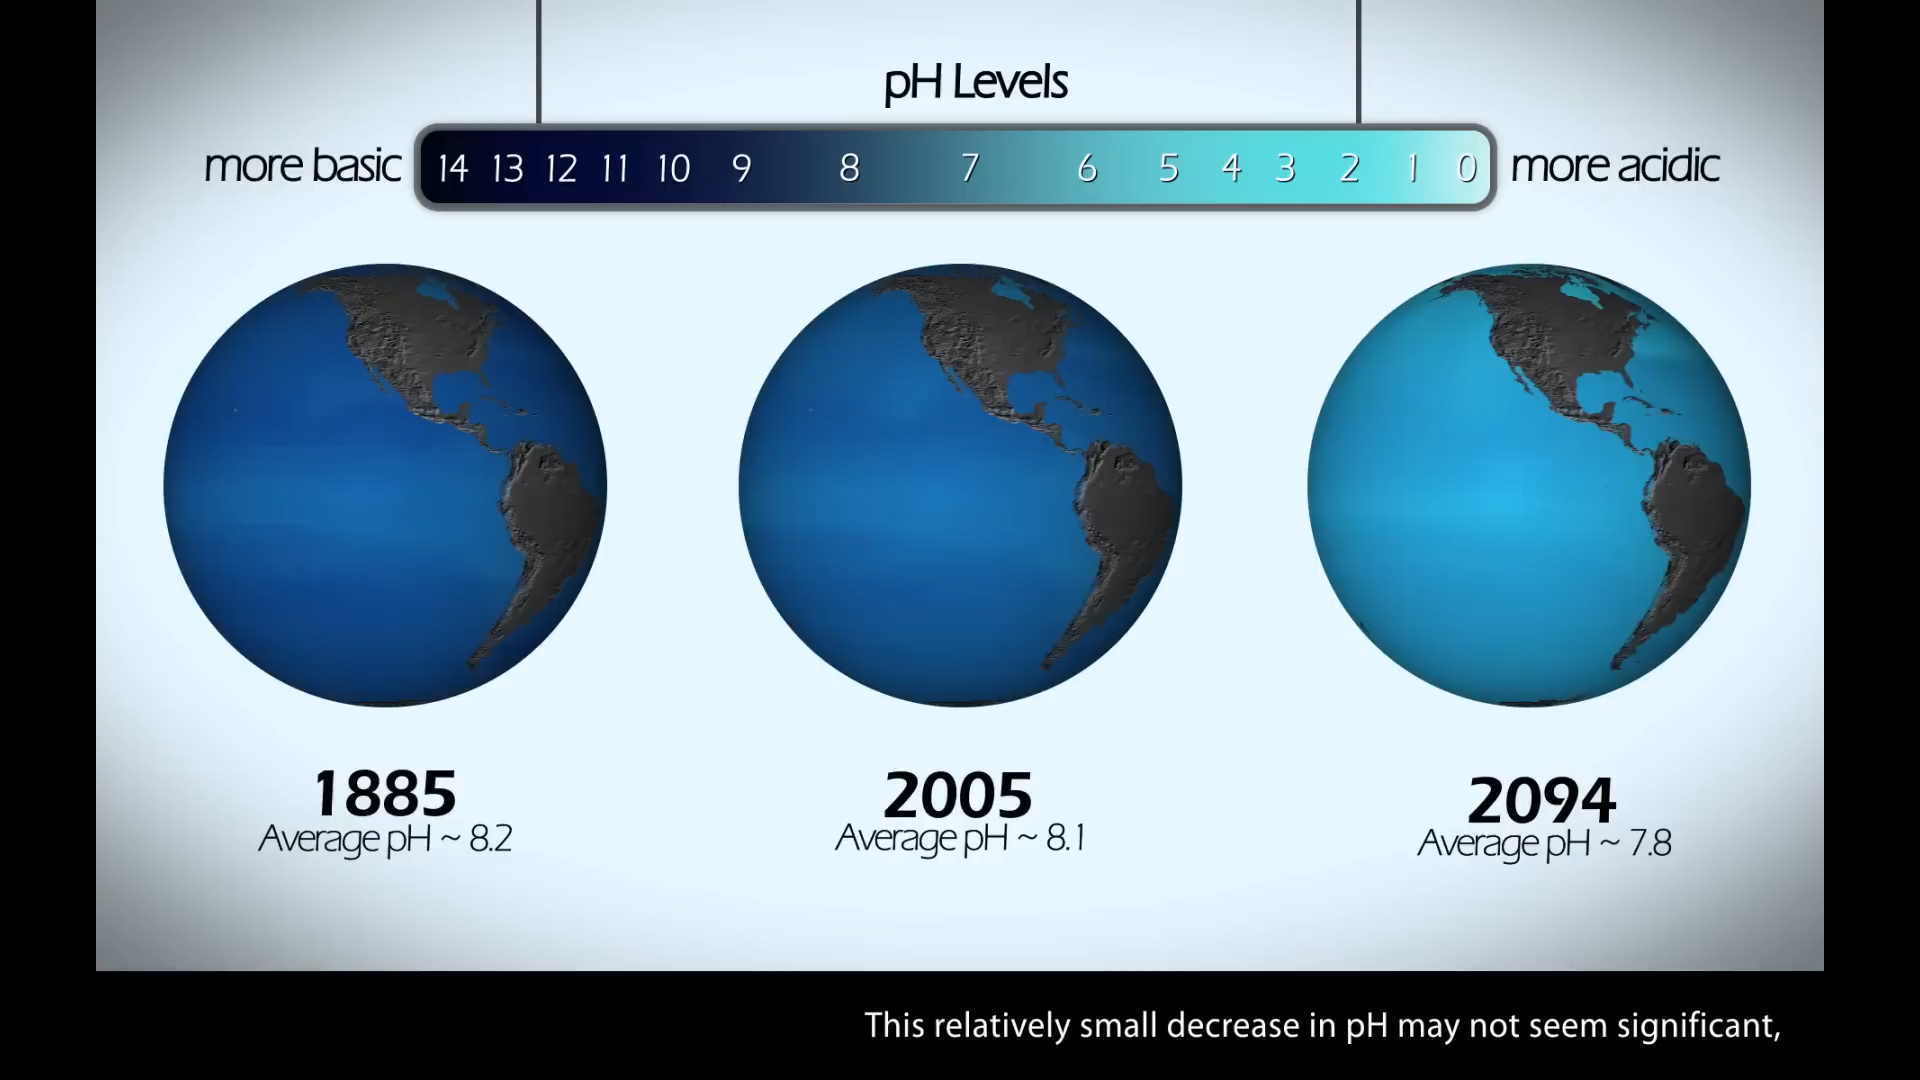 pH Levels
more basic 14 13 12 11 10 9 8 7 6 5 4 3 2 1 0 more acidic
1885 2005 2094
Average pH ~ 8.2 Average pH ~ 8.1 Average pH ~ 7.8
This relatively small decrease in pH may not seem significant,